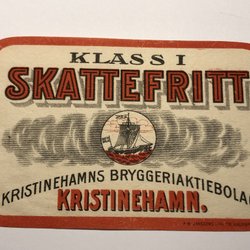 KLASS I
SKATTEFRITT
KRISTINEHAMNS BRYGGERIAKTIEBOLAG
KRISTINEHAMN.